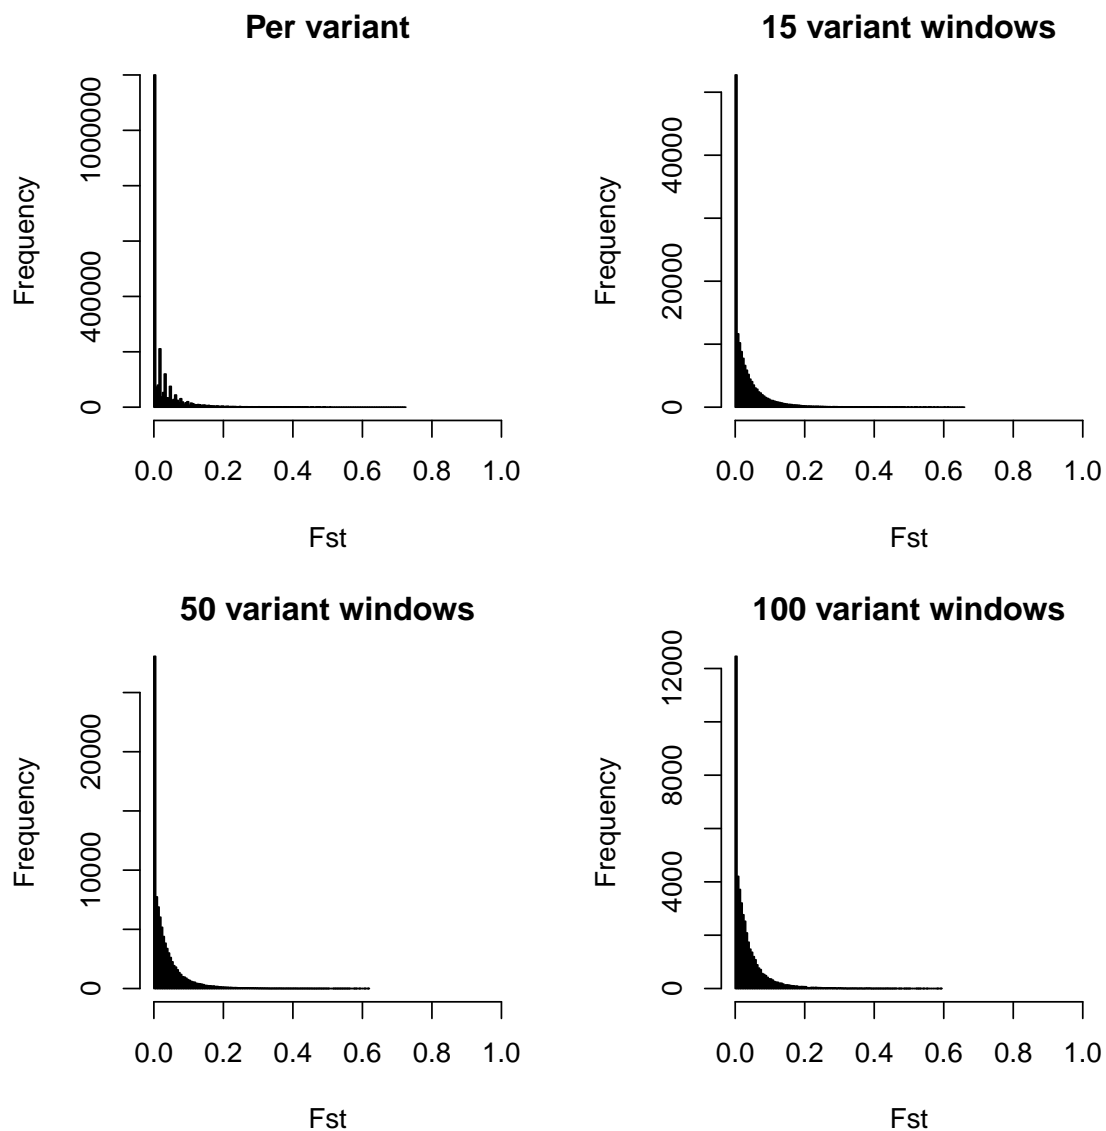 Per variant
Frequency
1000000
400000
0
0.0 0.2 0.4 0.6 0.8 1.0
Fst
15 variant windows
Frequency
40000
20000
0
0.0 0.2 0.4 0.6 0.8 1.0
Fst
50 variant windows
Frequency
20000
10000
0
0.0 0.2 0.4 0.6 0.8 1.0
Fst
100 variant windows
Frequency
12000
8000
4000
0
0.0 0.2 0.4 0.6 0.8 1.0
Fst